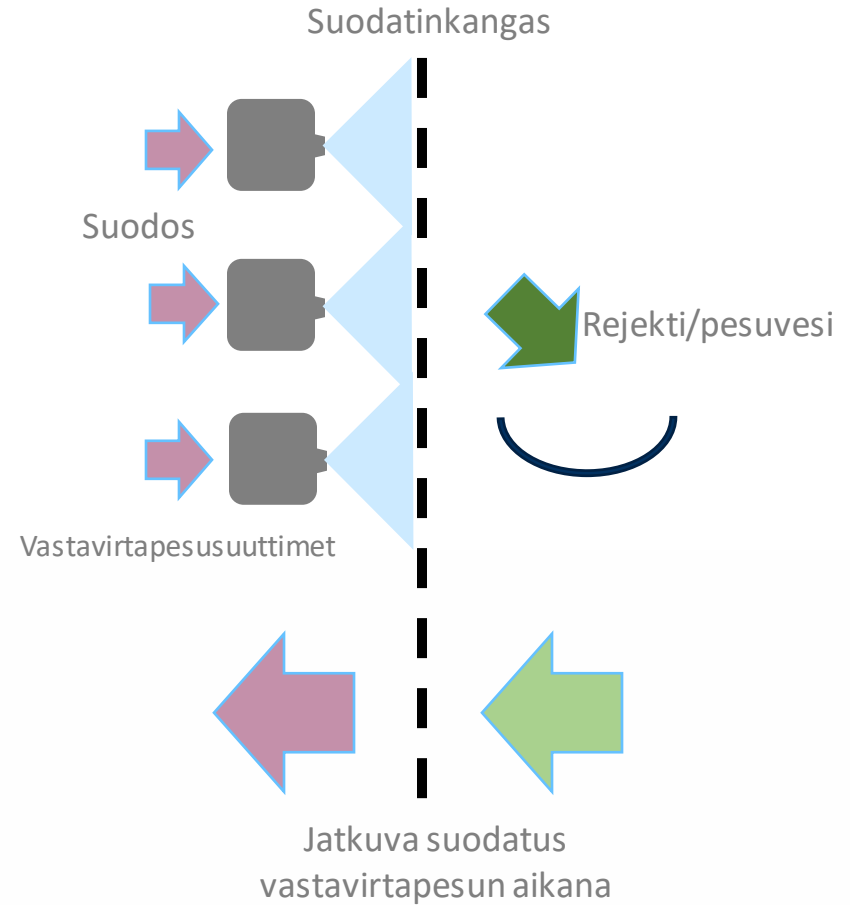 Suodatinkangas
Suodos
Rejekti/pesuvesi
Vastavirtapesusuuttimet
Jatkuva suodatus
vastavirtapesun aikana